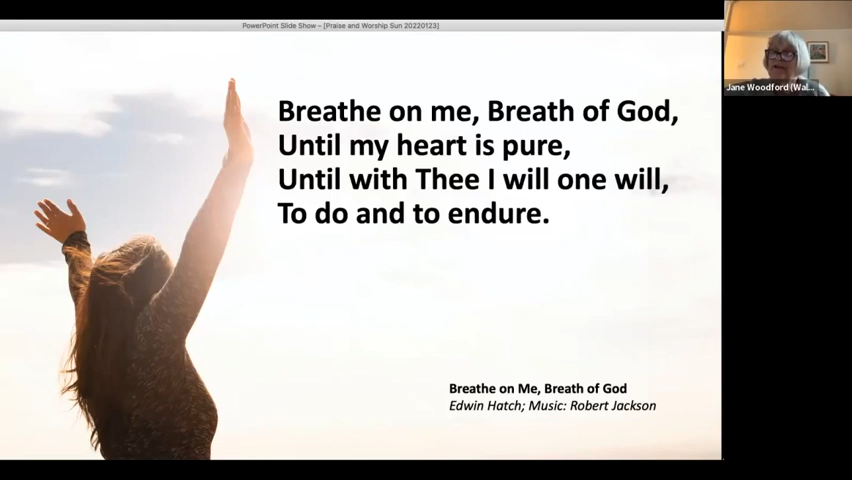 PowerPoint Slide Show – [Praise and Worship Sun 20220123]
Breathe on me, Breath of God,
Until my heart is pure,
Until with Thee I will one will,
To do and to endure.
Breathe on Me, Breath of God
Edwin Hatch; Music: Robert Jackson
Jane Woodford (Wal...